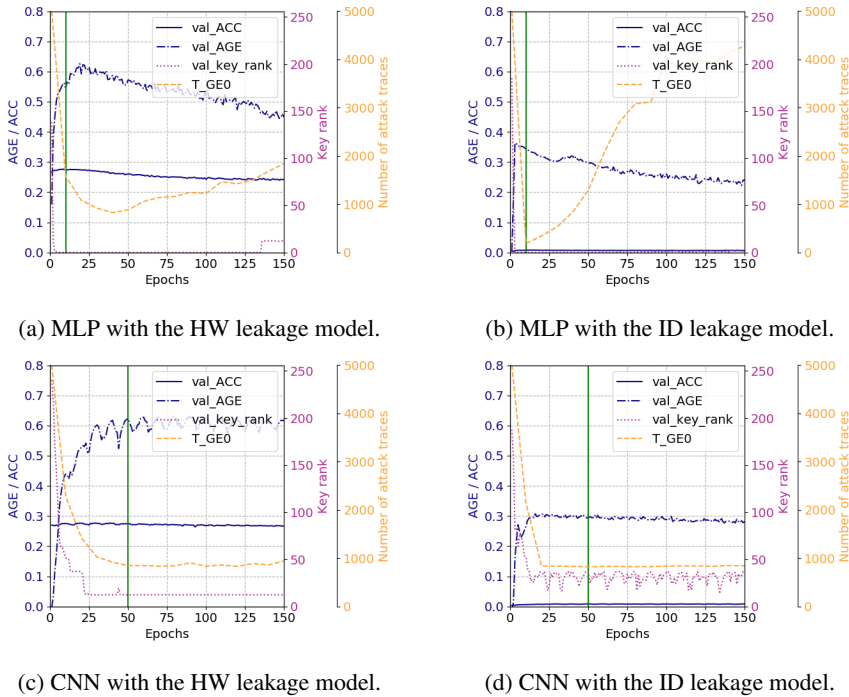 0.8
0.7
0.6
0.5
0.4
0.3
0.2
0.1
0.0
AGE / ACC
0 25 50 75 100 125 150
Epochs
val_ACC
val_AGE
val_key_rank
T_GE0
250
200
150
100
50
0
Key rank
5000
4000
3000
2000
1000
0
Number of attack traces
0.8
0.7
0.6
0.5
0.4
0.3
0.2
0.1
0.0
AGE / ACC
0 25 50 75 100 125 150
Epochs
val_ACC
val_AGE
val_key_rank
T_GE0
250
200
150
100
50
0
Key rank
5000
4000
3000
2000
1000
0
Number of attack traces
(a) MLP with the HW leakage model.
(b) MLP with the ID leakage model.
0.8
0.7
0.6
0.5
0.4
0.3
0.2
0.1
0.0
AGE / ACC
0 25 50 75 100 125 150
Epochs
val_ACC
val_AGE
val_key_rank
T_GE0
250
200
150
100
50
0
Key rank
5000
4000
3000
2000
1000
0
Number of attack traces
0.8
0.7
0.6
0.5
0.4
0.3
0.2
0.1
0.0
AGE / ACC
0 25 50 75 100 125 150
Epochs
val_ACC
val_AGE
val_key_rank
T_GE0
250
200
150
100
50
0
Key rank
5000
4000
3000
2000
1000
0
Number of attack traces
(c) CNN with the HW leakage model.
(d) CNN with the ID leakage model.